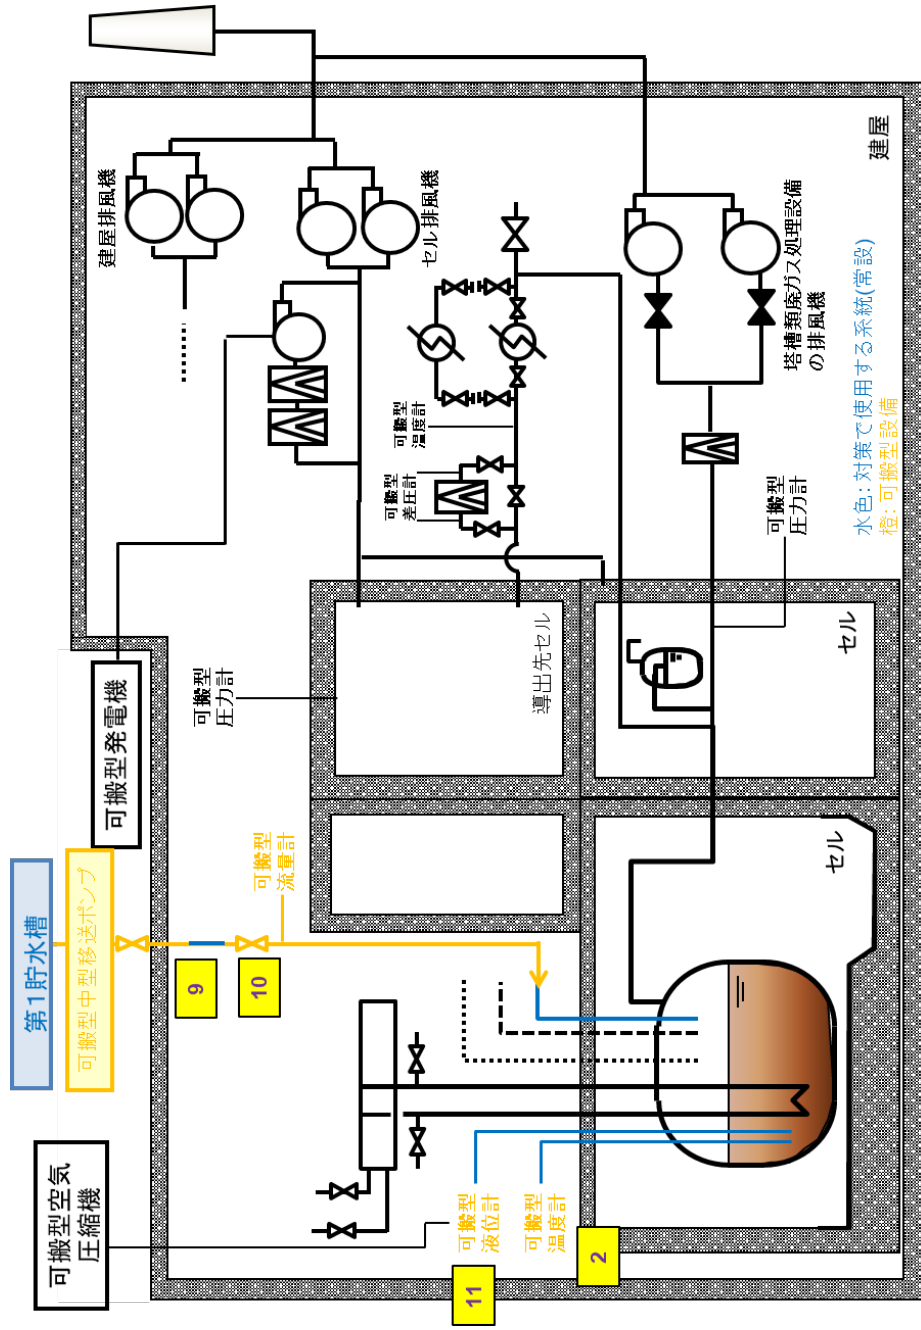 建屋排風機
セル排風機
塔槽類廃ガス処理設備
の排風機
建屋
水色: 対策で使用する系統(常設)
橙: 可搬型設備
可搬型
温度計
可搬型
差圧計
可搬型
圧力計
可搬型発電機
可搬型
圧力計
導出先セル
セル
セル
第1貯水槽
可搬型中型移送ポンプ
可搬型
流量計
9
10
可搬型空気
圧縮機
可搬型
液位計
可搬型
温度計
11
2